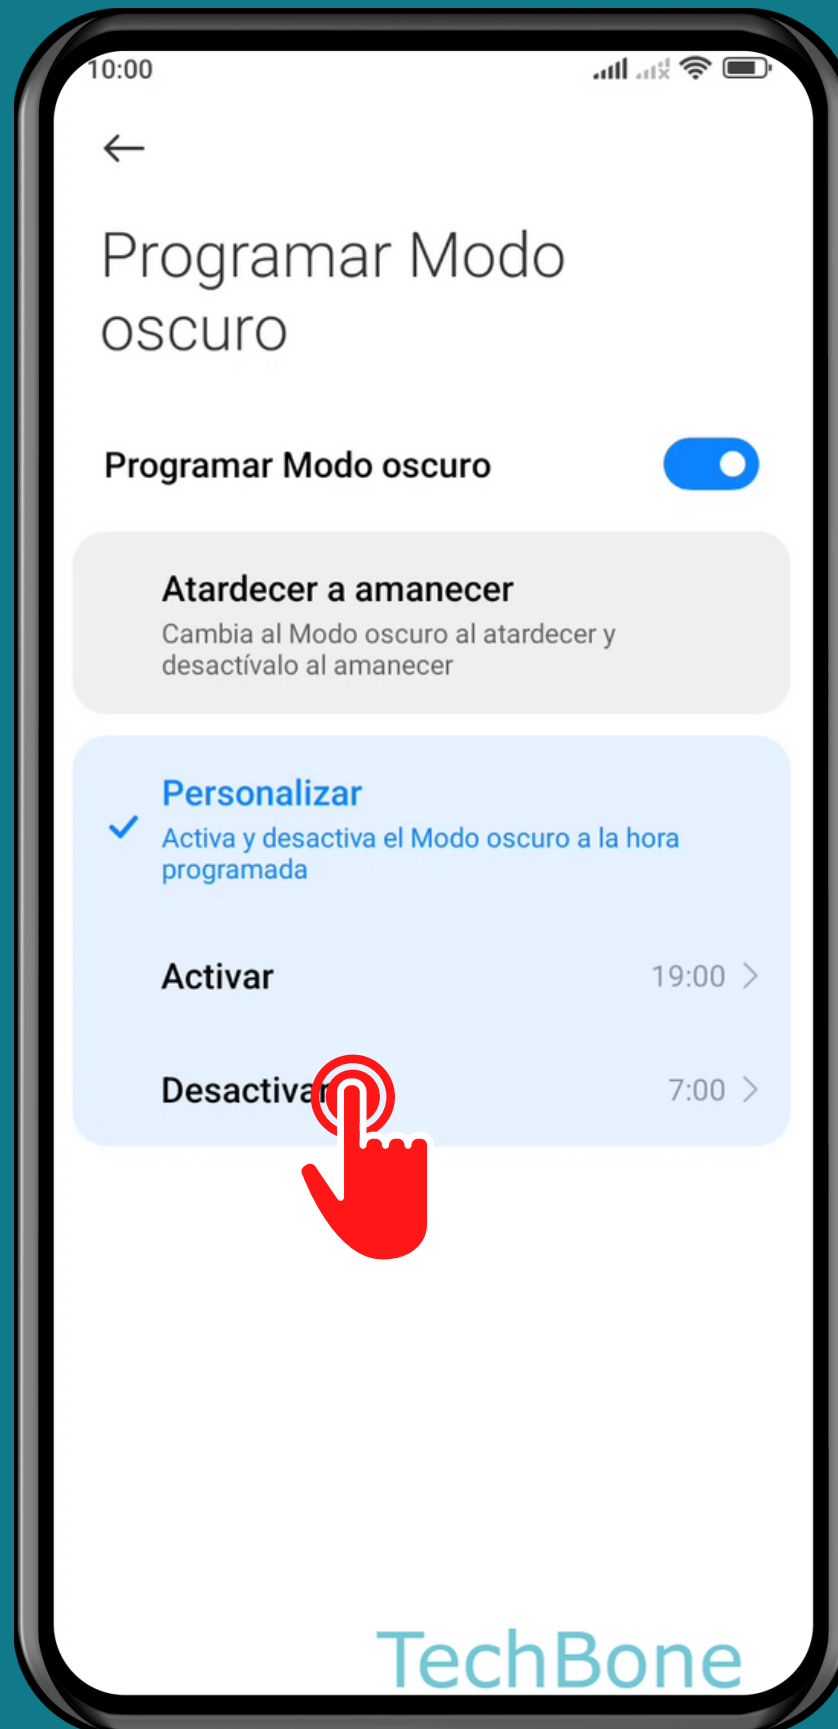 10:00
Programar Modo
oscuro
Programar Modo oscuro
Atardecer a amanecer
Cambia al Modo oscuro al atardecer y
desactívalo al amanecer
Personalizar
Activa y desactiva el Modo oscuro a la hora
programada
Activar 19:00
Desactivar 7:00
TechBone